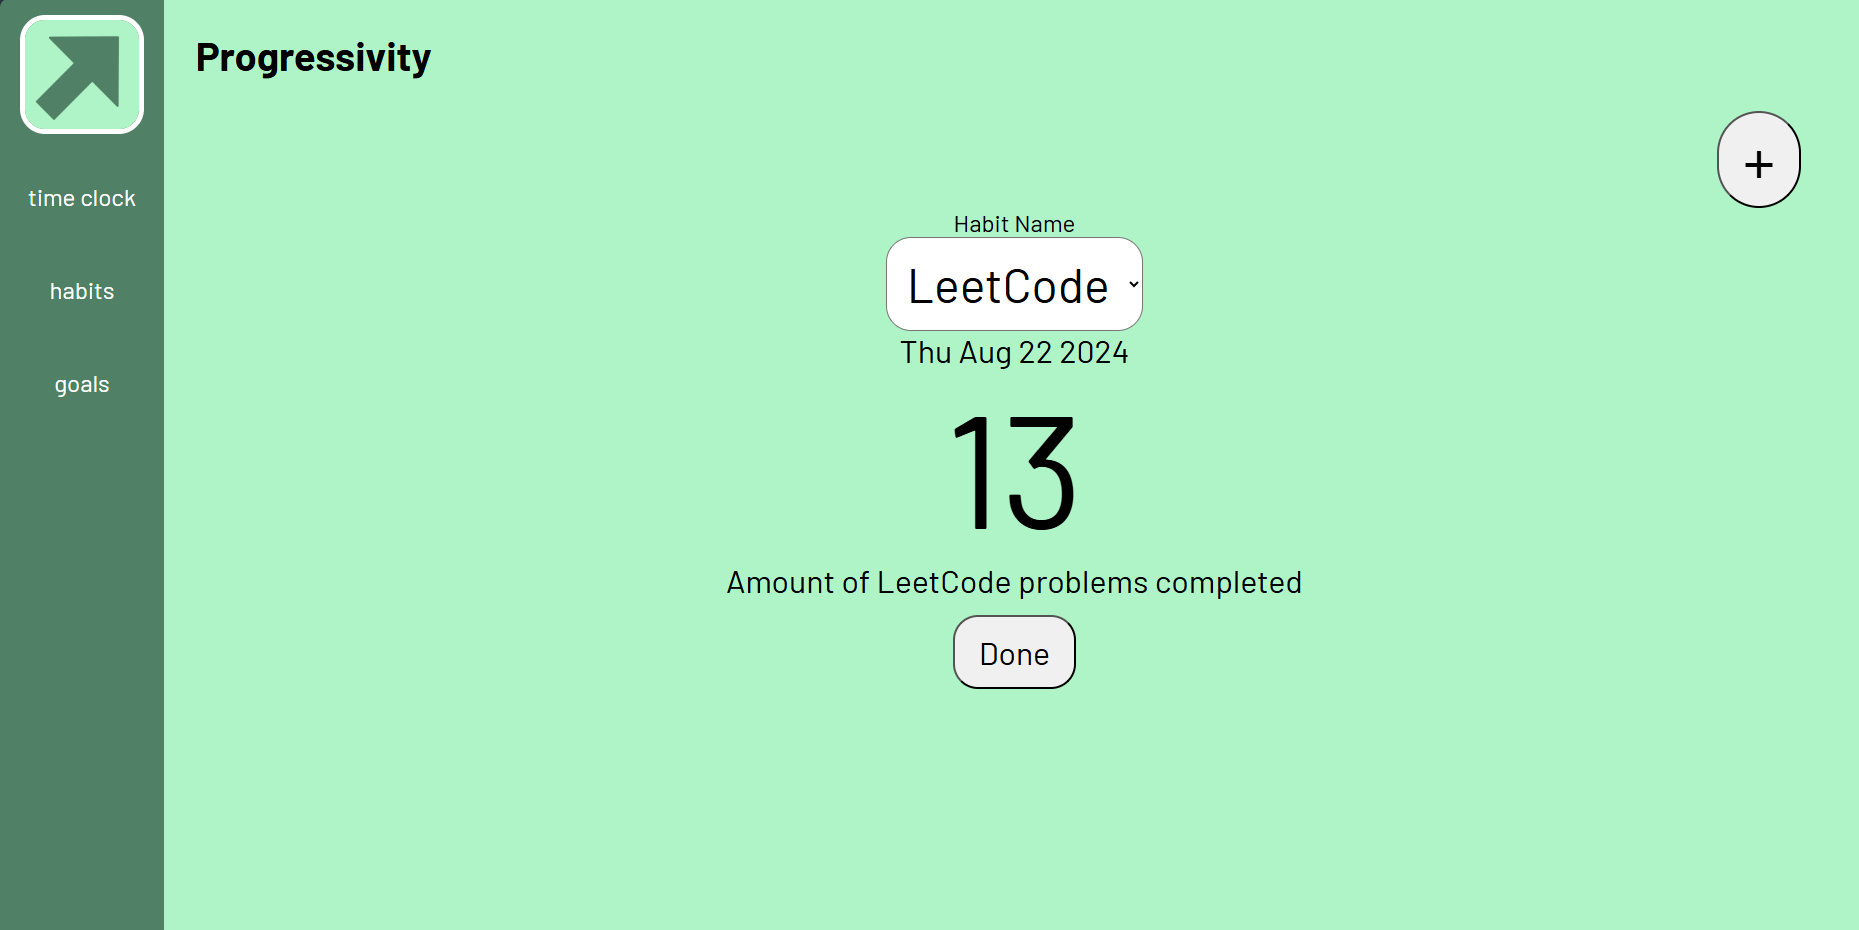 Progressivity
+
time clock
habits
goals
Habit Name
LeetCode
Thu Aug 22 2024
13
Amount of LeetCode problems completed
Done